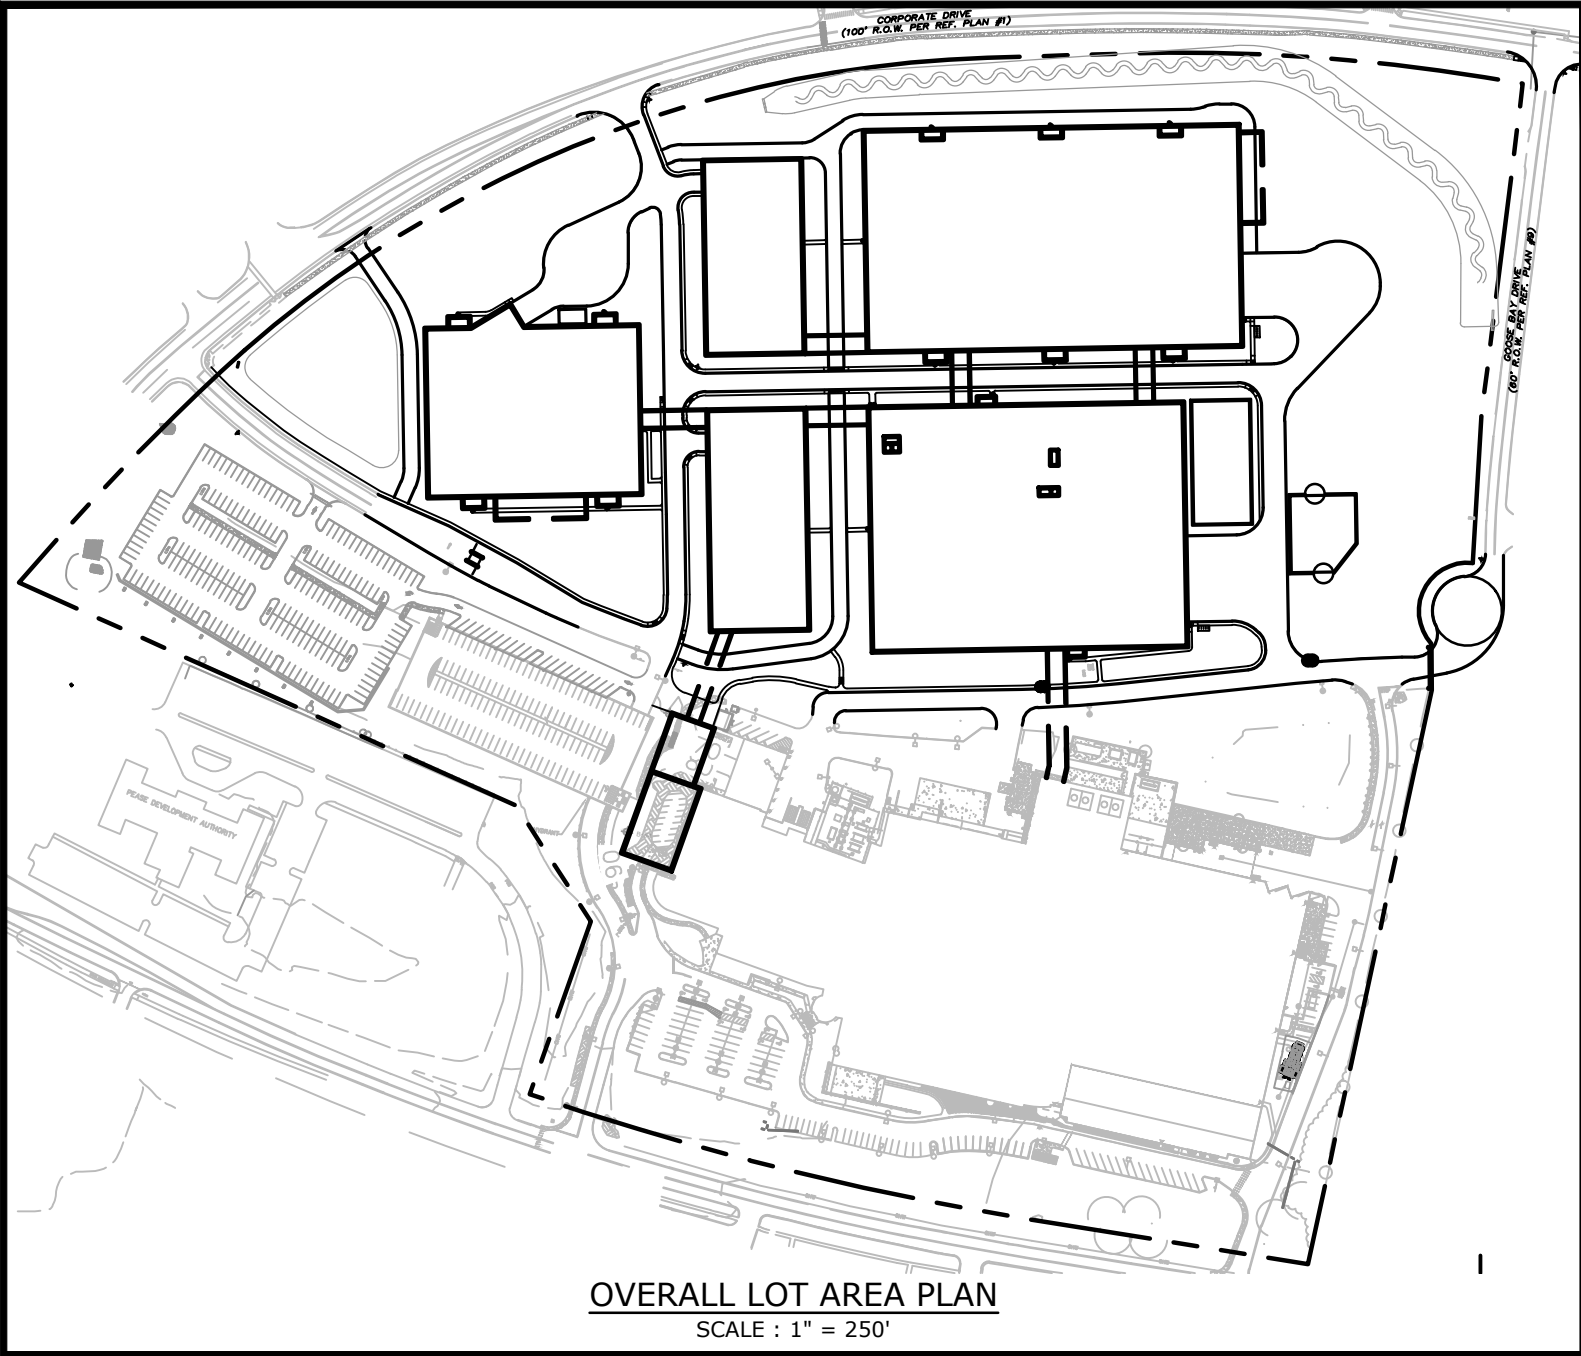 CORPORATE DRIVE
(100' R.O.W. PER REF. PLAN #1)
GOOSE BAY DRIVE
(60' R.O.W. PER REF. PLAN #9)
PEASE DEVELOPMENT AUTHORITY
OVERALL LOT AREA PLAN
SCALE : 1" = 250'